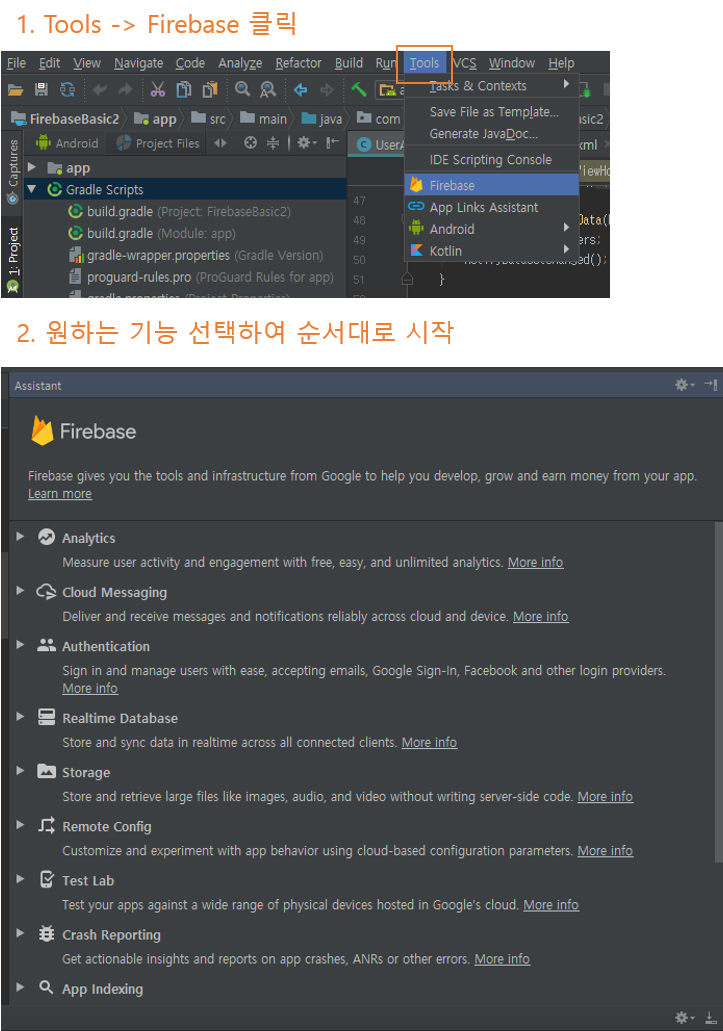 1. Tools -> Firebase 클릭
File Edit View Navigate Code Analyze Refactor Build Run Tools VCS Window Help
FirebaseBasic2 app src main java com
Android Project Files
Captures
1: Project
app
Gradle Scripts
build.gradle (Project: FirebaseBasic2)
build.gradle (Module: app)
gradle-wrapper.properties (Gradle Version)
proguard-rules.pro (ProGuard Rules for app)
gradle.properties (Project Properties)
Tasks & Contexts
Save File as Template...
Generate JavaDoc...
IDE Scripting Console
Firebase
App Links Assistant
Android
Kotlin
47
48
49
50
51 }
2. 원하는 기능 선택하여 순서대로 시작
Assistant
Firebase
Firebase gives you the tools and infrastructure from Google to help you develop, grow and earn money from your app.
Learn more
Analytics
Measure user activity and engagement with free, easy, and unlimited analytics. More info
Cloud Messaging
Deliver and receive messages and notifications reliably across cloud and device. More info
Authentication
Sign in and manage users with ease, accepting emails, Google Sign-In, Facebook and other login providers.
More info
Realtime Database
Store and sync data in realtime across all connected clients. More info
Storage
Store and retrieve large files like images, audio, and video without writing server-side code. More info
Remote Config
Customize and experiment with app behavior using cloud-based configuration parameters. More info
Test Lab
Test your apps against a wide range of physical devices hosted in Google's cloud. More info
Crash Reporting
Get actionable insights and reports on app crashes, ANRs or other errors. More info
App Indexing